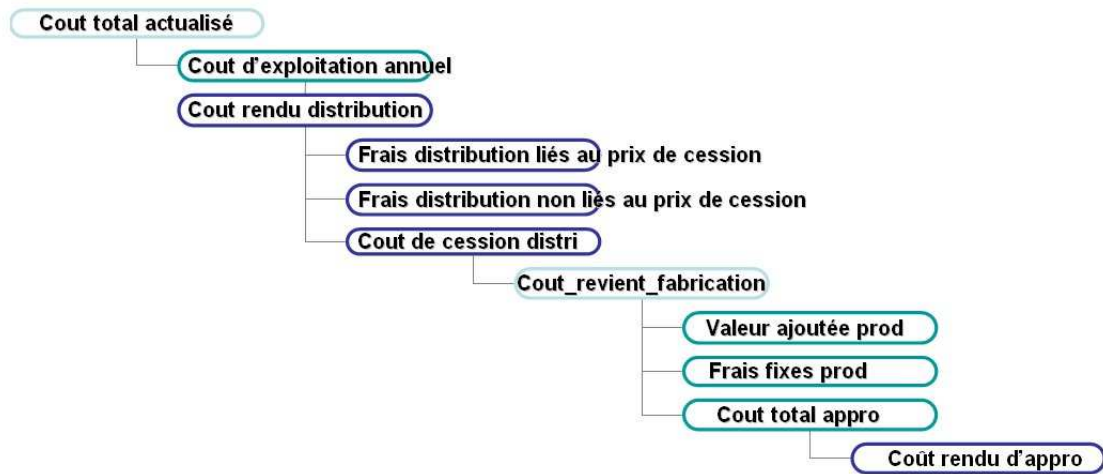 Cout total actualisé
Cout d'exploitation annuel
Cout rendu distribution
Frais distribution liés au prix de cession
Frais distribution non liés au prix de cession
Cout de cession distri
Cout_revient_fabrication
Valeur ajoutée prod
Frais fixes prod
Cout total appro
Coût rendu d'appro